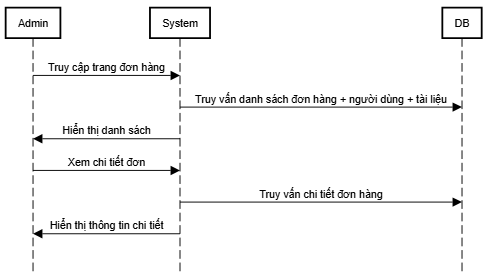 Admin
System
DB
Truy cập trang đơn hàng
Truy vấn danh sách đơn hàng + người dùng + tài liệu
Hiển thị danh sách
Xem chi tiết đơn
Truy vấn chi tiết đơn hàng
Hiển thị thông tin chi tiết